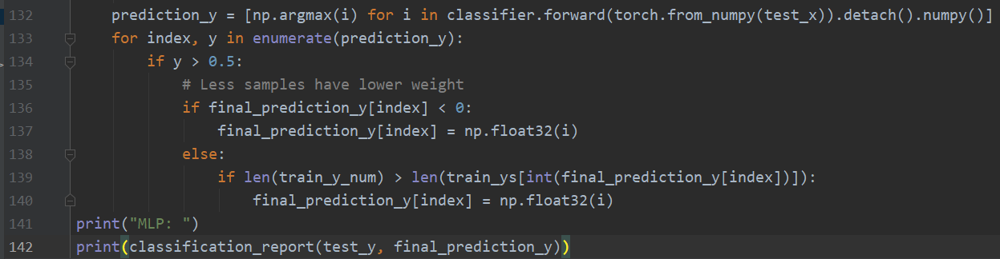 132 prediction_y = [np.argmax(i) for i in classifier.forward(torch.from_numpy(test_x)).detach().numpy()]
133 for index, y in enumerate(prediction_y):
134 if y > 0.5:
135 # Less samples have lower weight
136 if final_prediction_y[index] < 0:
137 final_prediction_y[index] = np.float32(i)
138 else:
139 if len(train_y_num) > len(train_ys[int(final_prediction_y[index])]):
140 final_prediction_y[index] = np.float32(i)
141 print("MLP: ")
142 print(classification_report(test_y, final_prediction_y))